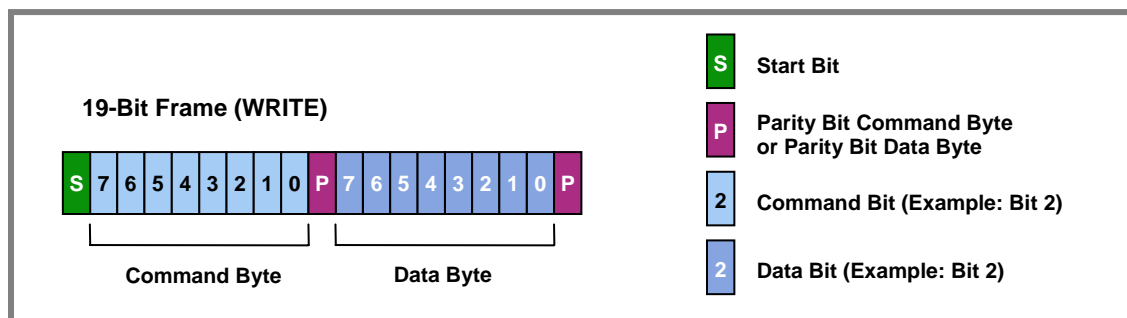 19-Bit Frame (WRITE)
S 7 6 5 4 3 2 1 0 P 7 6 5 4 3 2 1 0 P
Command Byte Data Byte
S Start Bit
P Parity Bit Command Byte
or Parity Bit Data Byte
2 Command Bit (Example: Bit 2)
2 Data Bit (Example: Bit 2)